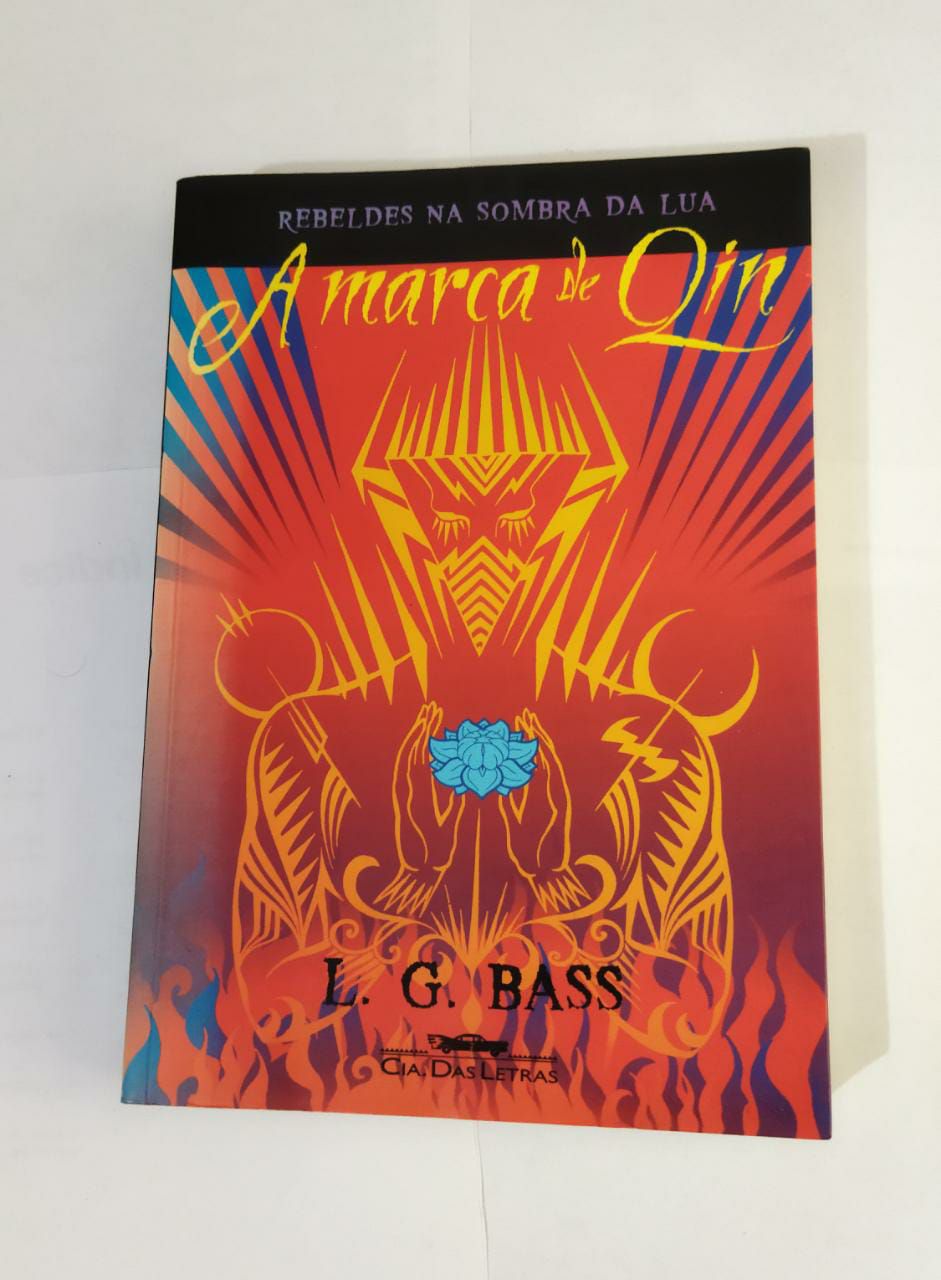 REBELDES NA SOMBRA DA LUA
A marca de Qin
L. G. BASS
CIA. DAS LETRAS